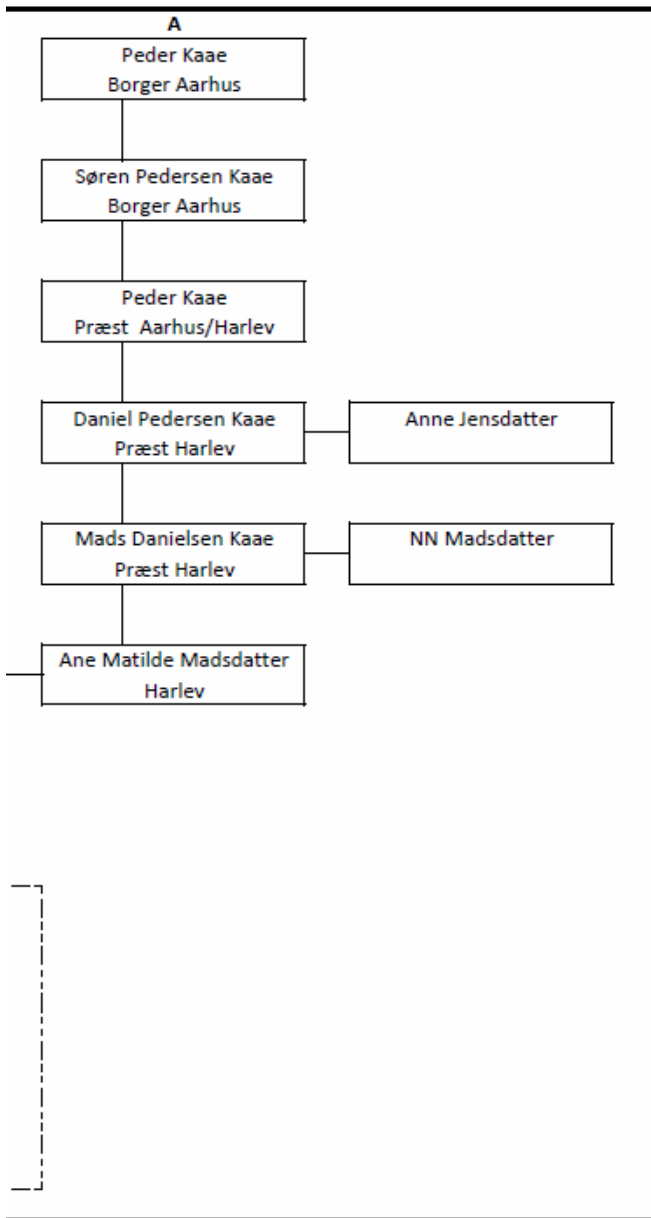 A
Peder Kaae
Borger Aarhus
Søren Pedersen Kaae
Borger Aarhus
Peder Kaae
Præst Aarhus/Harlev
Daniel Pedersen Kaae
Præst Harlev
Anne Jensdatter
Mads Danielsen Kaae
Præst Harlev
NN Madsdatter
Ane Matilde Madsdatter
Harlev